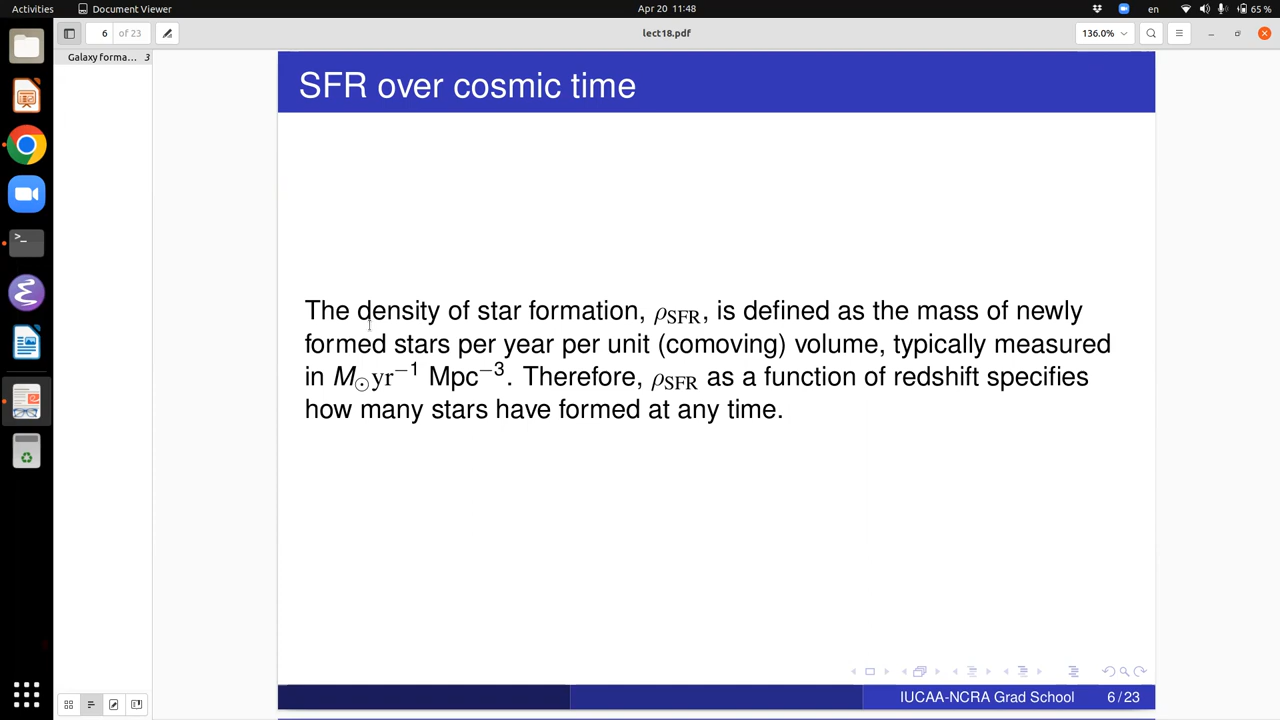 Activities Document Viewer Apr 20 11:48 en 65 %
6 of 23 lect18.pdf 136.0%
Galaxy forma... 3
SFR over cosmic time
The density of star formation, ρSFR, is defined as the mass of newly
formed stars per year per unit (comoving) volume, typically measured
in M⊙yr−1 Mpc−3. Therefore, ρSFR as a function of redshift specifies
how many stars have formed at any time.
IUCAA-NCRA Grad School 6/23